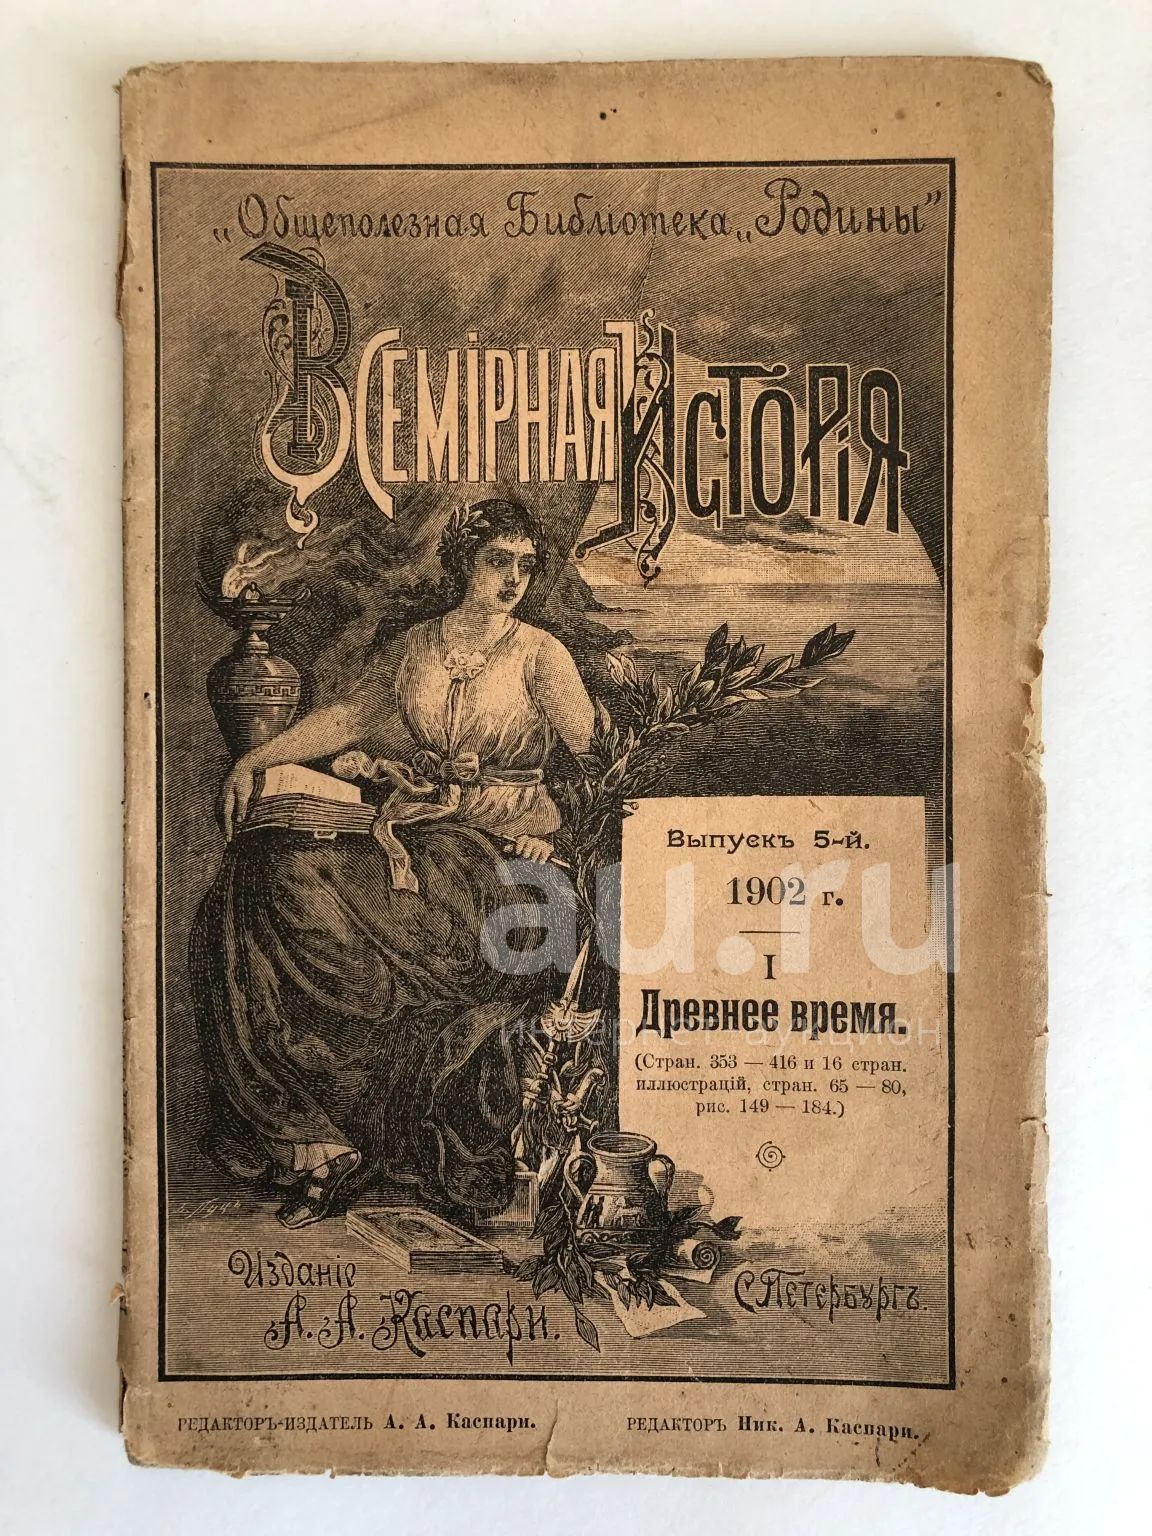 „Общеполезная Библіотека „Родины”
Всемірная Исторія
Выпускъ 5-й.
1902 г.
I
Древнее время.
(Стран. 353 — 416 и 16 стран.
иллюстрацій, стран. 65 — 80,
рис. 149 — 184.)
au.ru
интернет-аукцион
Изданіе
А. А. Каспари.
С.Петербургъ.
РЕДАКТОРЪ-ИЗДАТЕЛЬ А. А. Каспари.
РЕДАКТОРЪ Ник. А. Каспари.